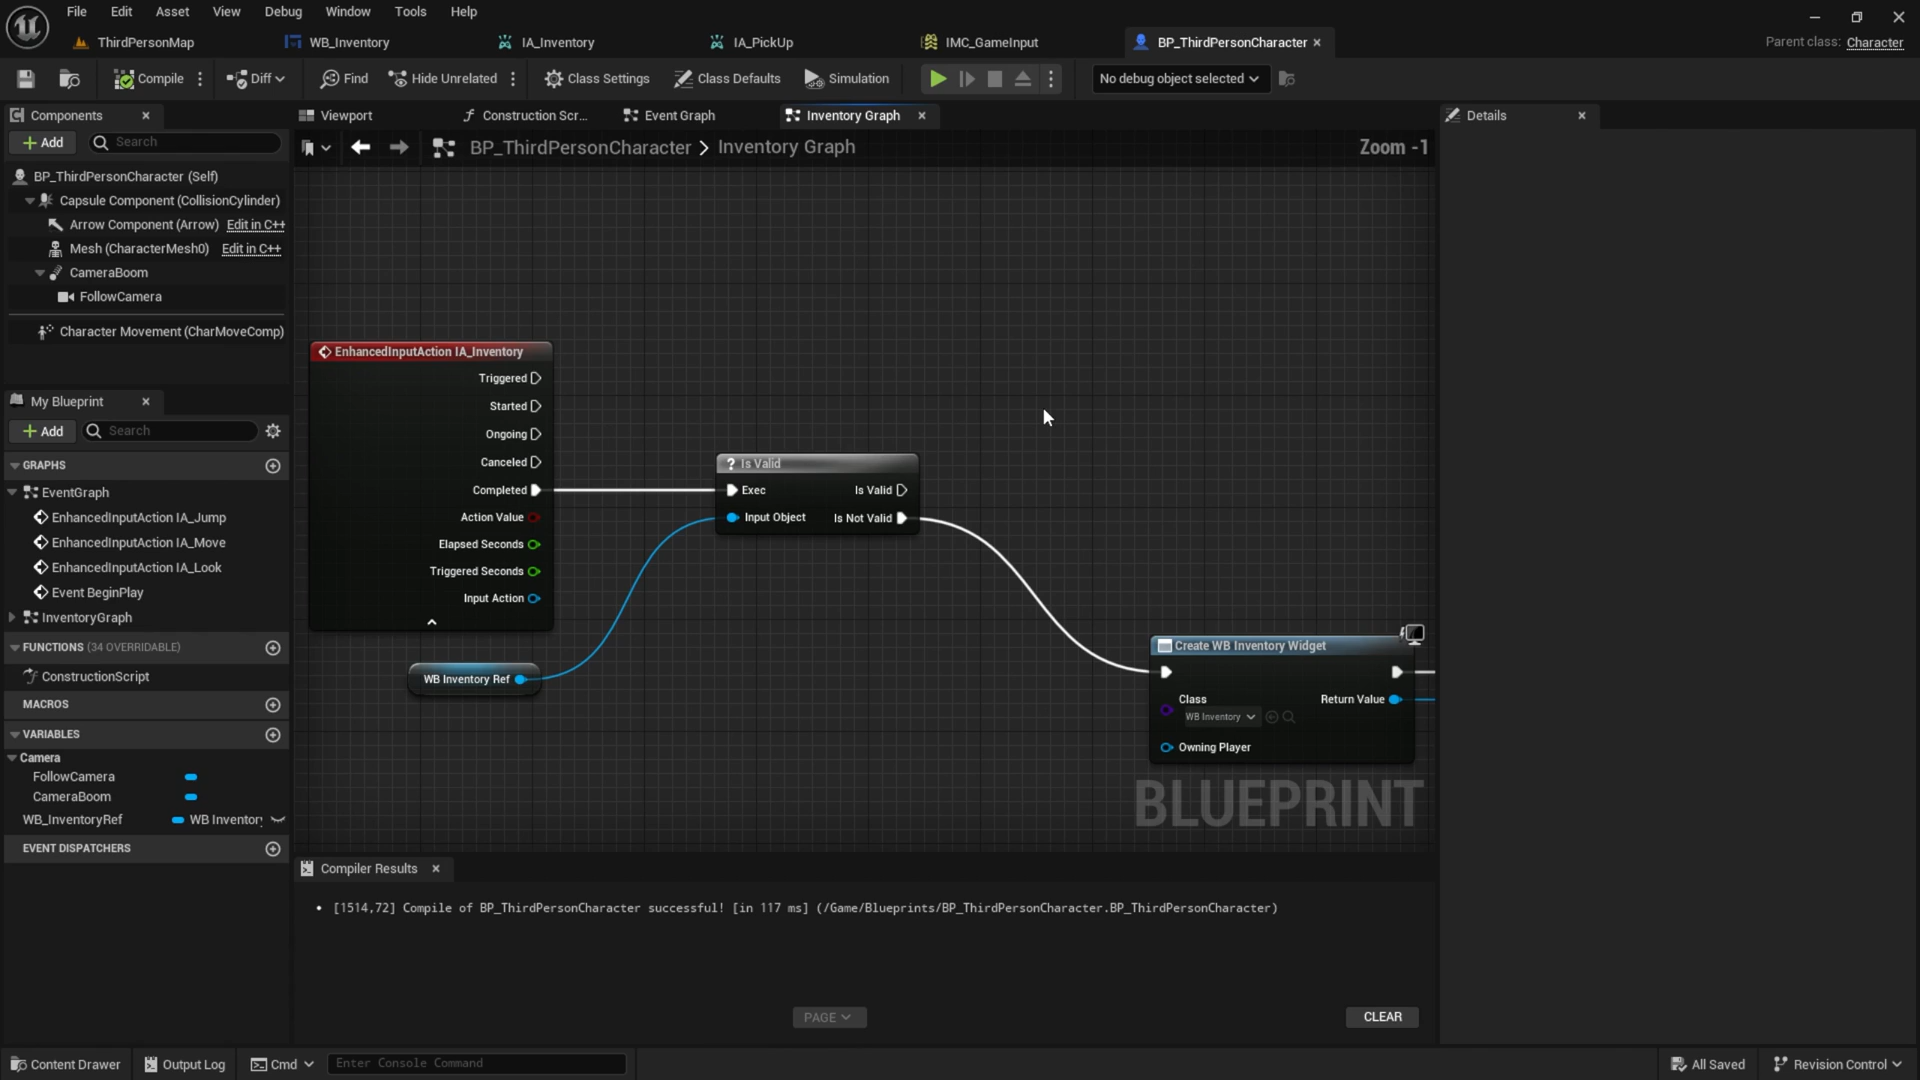 File Edit Asset View Debug Window Tools Help
ThirdPersonMap WB_Inventory IA_Inventory IA_PickUp IMC_GameInput BP_ThirdPersonCharacter Parent class: Character
Compile Diff Find Hide Unrelated Class Settings Class Defaults Simulation No debug object selected
Components
Viewport Construction Scr... Event Graph Inventory Graph
Details
Add Search
BP_ThirdPersonCharacter > Inventory Graph Zoom -1
BP_ThirdPersonCharacter (Self)
Capsule Component (CollisionCylinder)
Arrow Component (Arrow) Edit in C++
Mesh (CharacterMesh0) Edit in C++
CameraBoom
FollowCamera
Character Movement (CharMoveComp)
My Blueprint
Add Search
GRAPHS
EventGraph
EnhancedInputAction IA_Jump
EnhancedInputAction IA_Move
EnhancedInputAction IA_Look
Event BeginPlay
InventoryGraph
FUNCTIONS (34 OVERRIDABLE)
ConstructionScript
MACROS
VARIABLES
Camera
FollowCamera
CameraBoom
WB_InventoryRef WB Inventory
EVENT DISPATCHERS
EnhancedInputAction IA_Inventory
Triggered
Started
Ongoing
Canceled
Completed
Action Value
Elapsed Seconds
Triggered Seconds
Input Action
WB Inventory Ref
? Is Valid
Exec Is Valid
Input Object Is Not Valid
Create WB Inventory Widget
Class Return Value
WB Inventory
Owning Player
BLUEPRINT
Compiler Results
• [1514,72] Compile of BP_ThirdPersonCharacter successful! [in 117 ms] (/Game/Blueprints/BP_ThirdPersonCharacter.BP_ThirdPersonCharacter)
PAGE CLEAR
Content Drawer Output Log Cmd Enter Console Command All Saved Revision Control